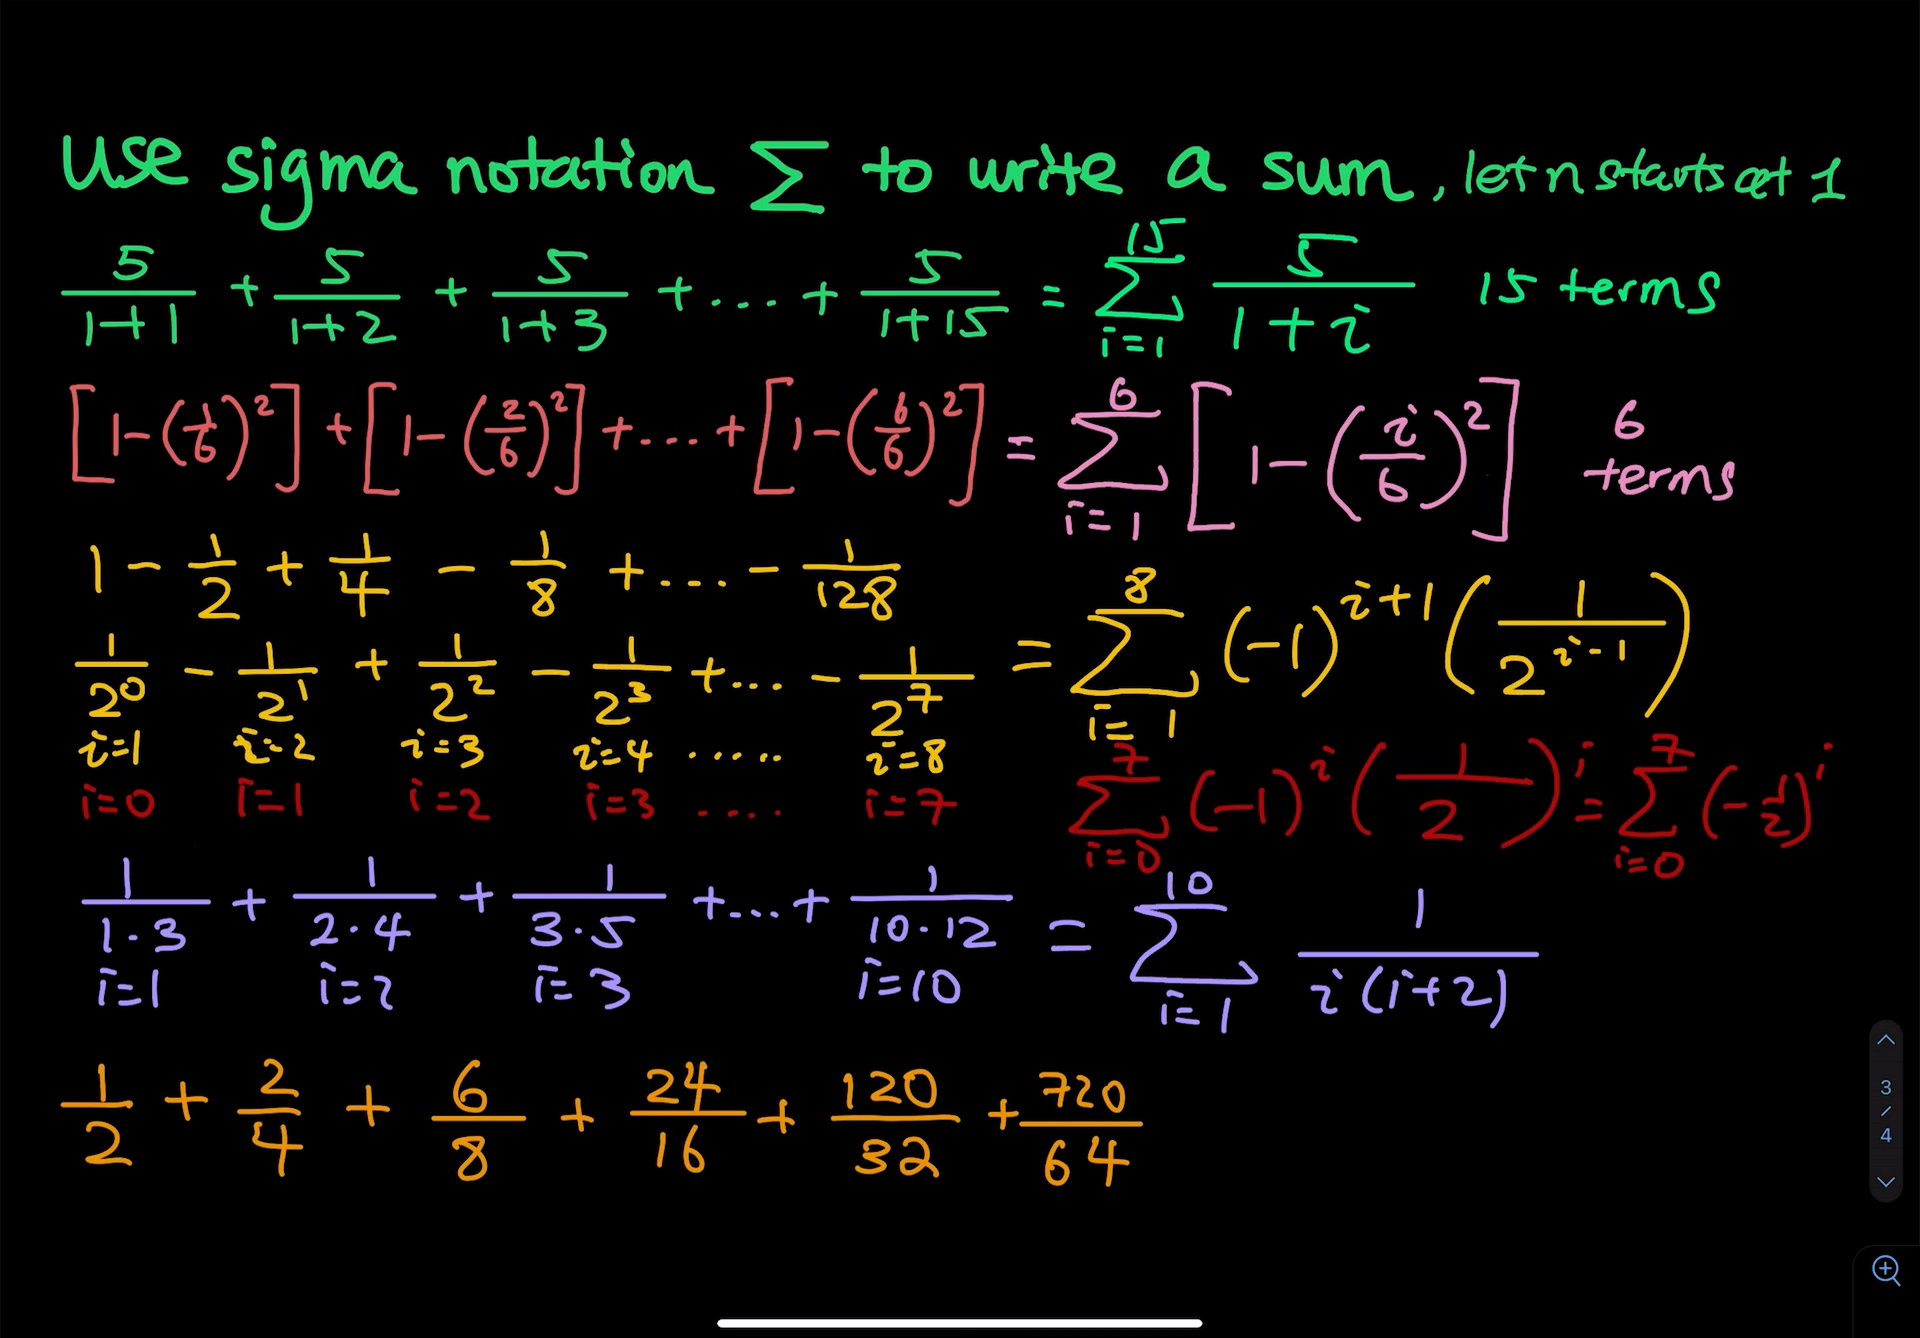 Use sigma notation ∑ to write a sum, let n starts at 1
5/(1+1) + 5/(1+2) + 5/(1+3) + .... + 5/(1+15) = ∑_{i=1}^{15} 5/(1+i) 15 terms
[1-(1/6)^2] + [1-(2/6)^2] + .... + [1-(6/6)^2] = ∑_{i=1}^{6} [1-(i/6)^2] 6 terms
1 - 1/2 + 1/4 - 1/8 + .... - 1/128
1/2^0 - 1/2^1 + 1/2^2 - 1/2^3 + .... - 1/2^7 = ∑_{i=1}^{8} (-1)^{i+1} (1/2^{i-1})
i=1 i=2 i=3 i=4 ..... i=8
i=0 i=1 i=2 i=3 .... i=7 ∑_{i=0}^{7} (-1)^i (1/2)^i = ∑_{i=0}^{7} (-1/2)^i
1/(1·3) + 1/(2·4) + 1/(3·5) + ... + 1/(10·12) = ∑_{i=1}^{10} 1/(i(i+2))
i=1 i=2 i=3 i=10
1/2 + 2/4 + 6/8 + 24/16 + 120/32 + 720/64
3
/
4